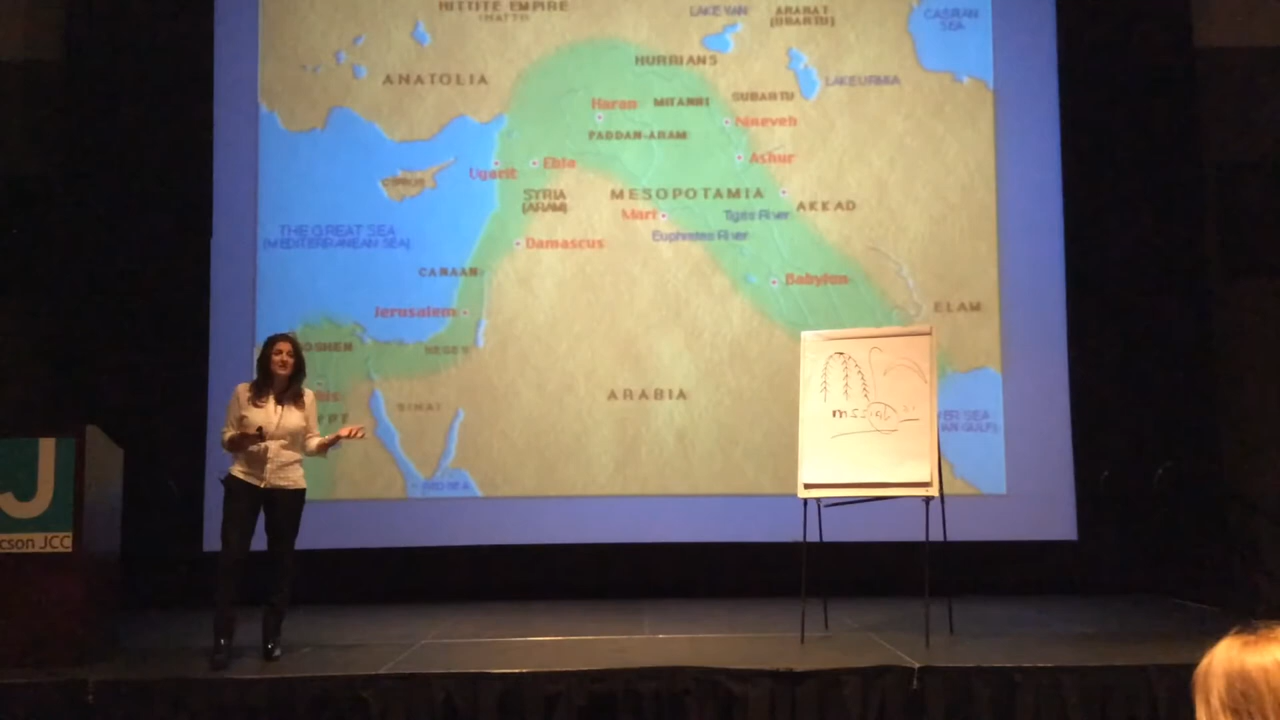 HITTITE EMPIRE
(HATTI)
LAKE VAN
ARARAT
(URARTU)
CASPIAN
SEA
ANATOLIA
HURRIANS
LAKE URMIA
Haran
MITANNI
SUBARTU
Nineveh
PADDAN-ARAM
Ashur
Ugarit
Ebla
CYPRUS
SYRIA
(ARAM)
MESOPOTAMIA
AKKAD
Mari
Tigris River
Euphrates River
THE GREAT SEA
(MEDITERRANEAN SEA)
Damascus
CANAAN
Babylon
Jerusalem
ELAM
GOSHEN
NEGEV
ARABIA
SINAI
RED SEA
J
cson JCC